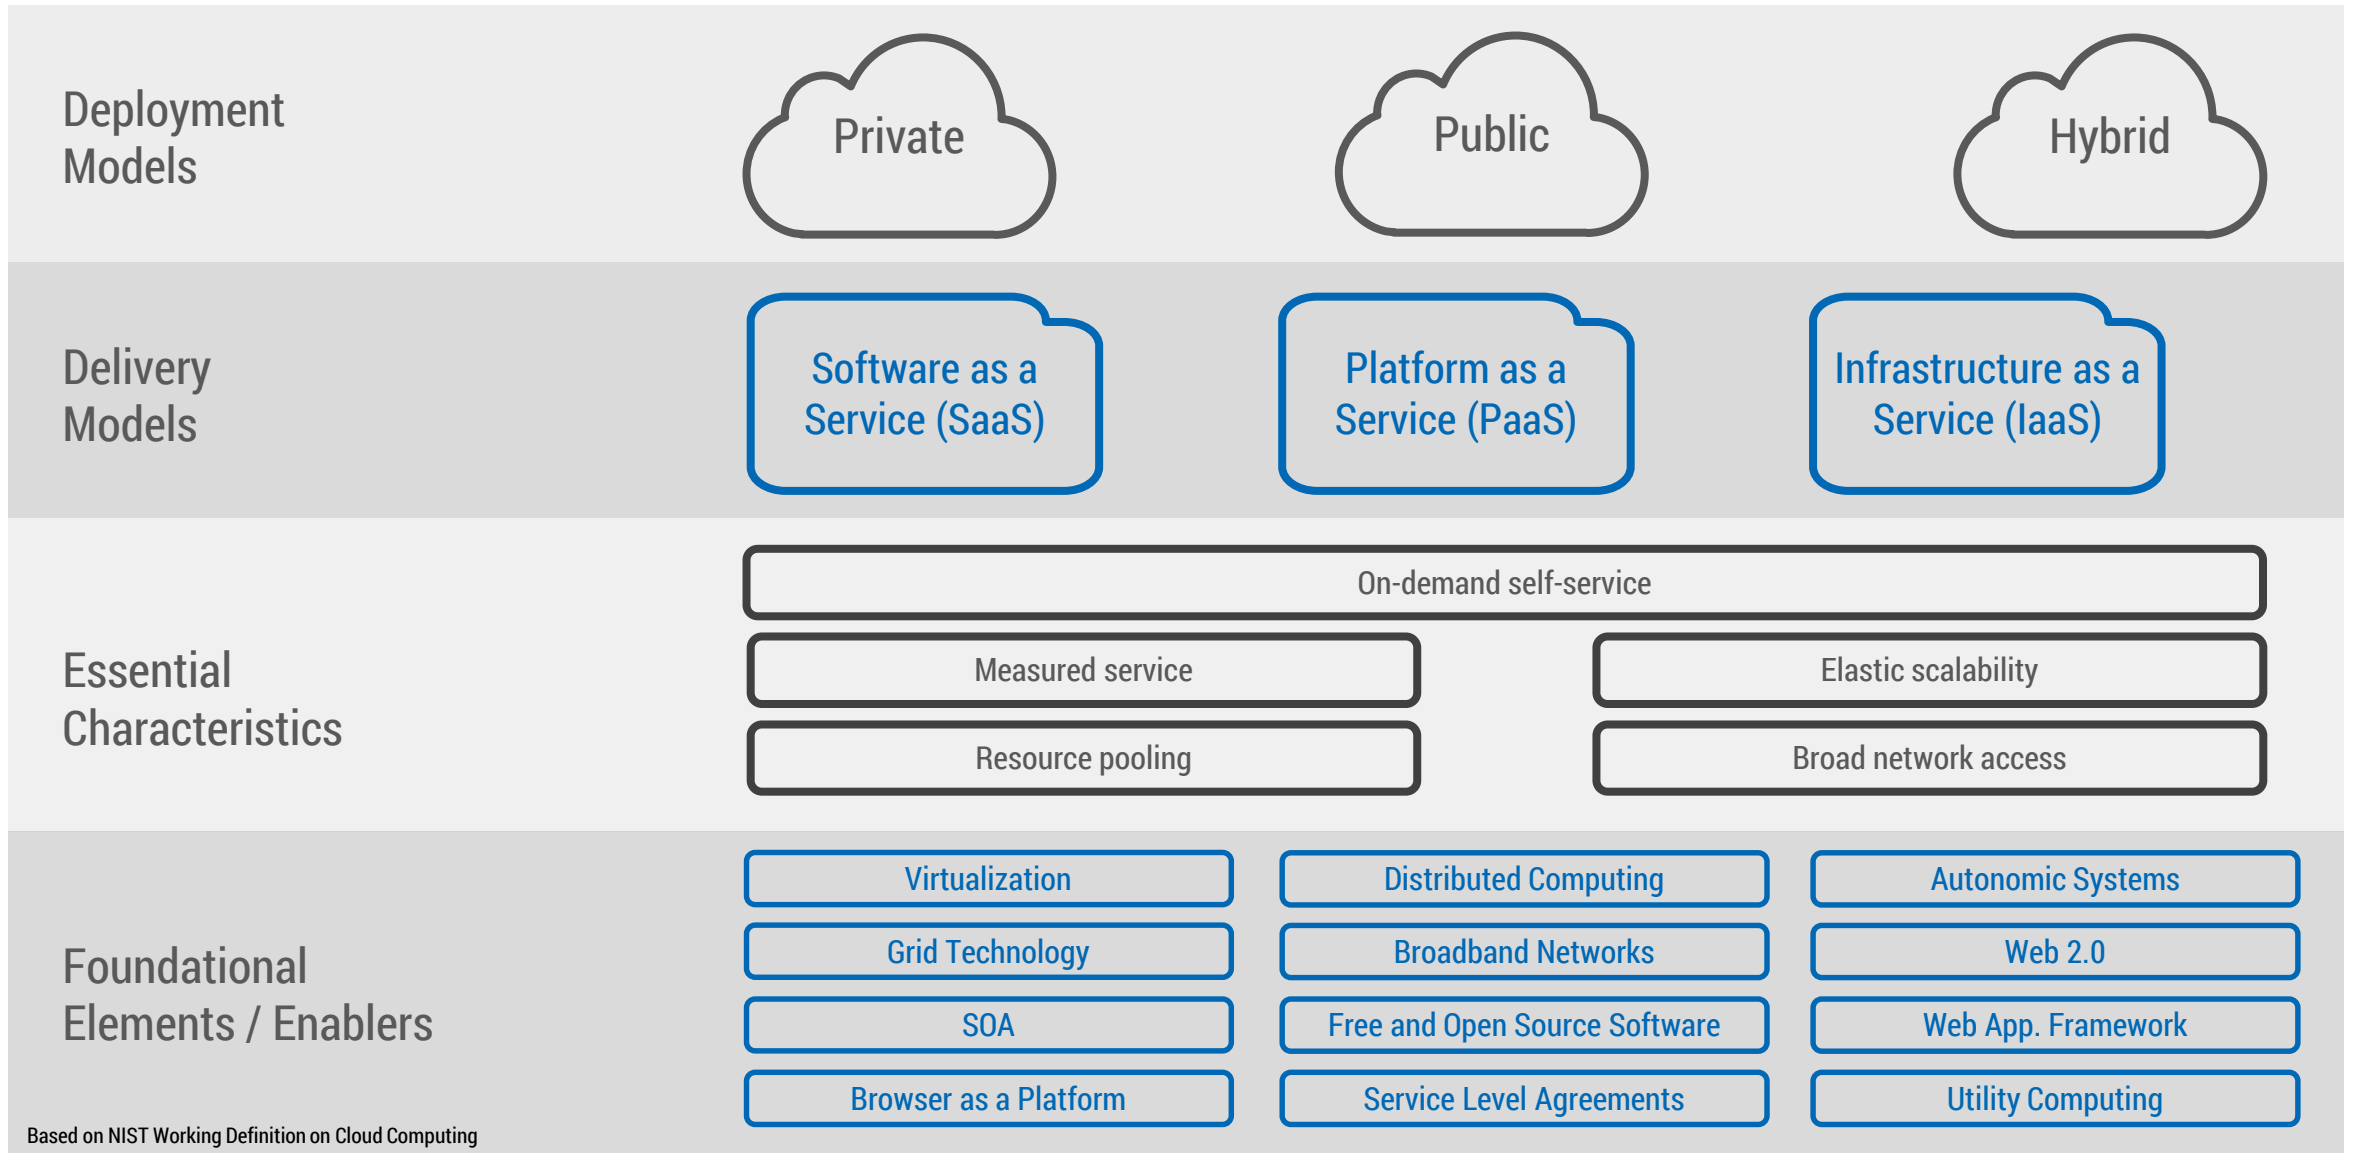 Deployment
Models
Private
Public
Hybrid
Delivery
Models
Software as a
Service (SaaS)
Platform as a
Service (PaaS)
Infrastructure as a
Service (IaaS)
Essential
Characteristics
On-demand self-service
Measured service
Elastic scalability
Resource pooling
Broad network access
Foundational
Elements / Enablers
Virtualization
Distributed Computing
Autonomic Systems
Grid Technology
Broadband Networks
Web 2.0
SOA
Free and Open Source Software
Web App. Framework
Browser as a Platform
Service Level Agreements
Utility Computing
Based on NIST Working Definition on Cloud Computing